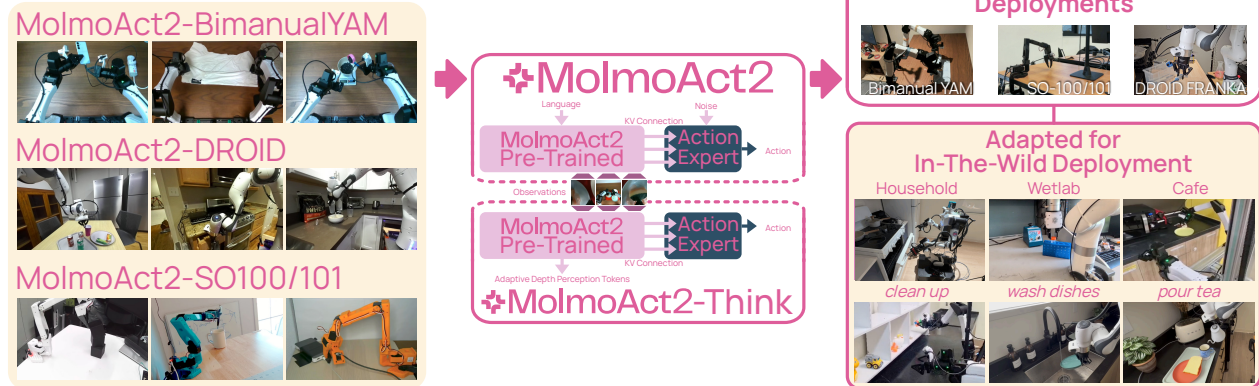 MolmoAct2-BimanualYAM
MolmoAct2-DROID
MolmoAct2-SO100/101
MolmoAct2
Language
Noise
KV Connection
MolmoAct2
Pre-Trained
Action
Expert
Action
Observations
MolmoAct2
Pre-Trained
Action
Expert
Action
KV Connection
Adaptive Depth Perception Tokens
MolmoAct2-Think
Deployments
Bimanual YAM
SO-100/101
DROID FRANKA
Adapted for
In-The-Wild Deployment
Household
Wetlab
Cafe
clean up
wash dishes
pour tea